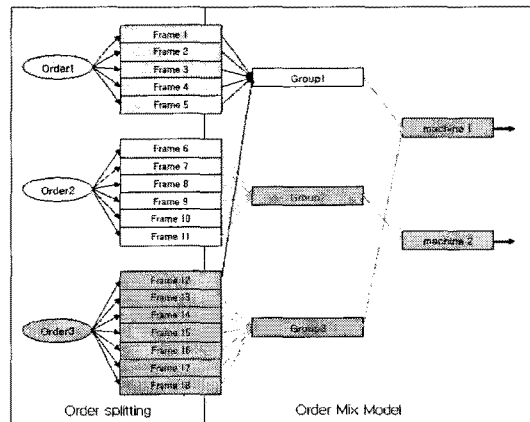 Order1
Frame 1
Frame 2
Frame 3
Frame 4
Frame 5
Group1
machine 1
Order2
Frame 6
Frame 7
Frame 8
Frame 9
Frame 10
Frame 11
Group2
machine 2
Order3
Frame 12
Frame 13
Frame 14
Frame 15
Frame 16
Frame 17
Frame 18
Group3
Order splitting
Order Mix Model